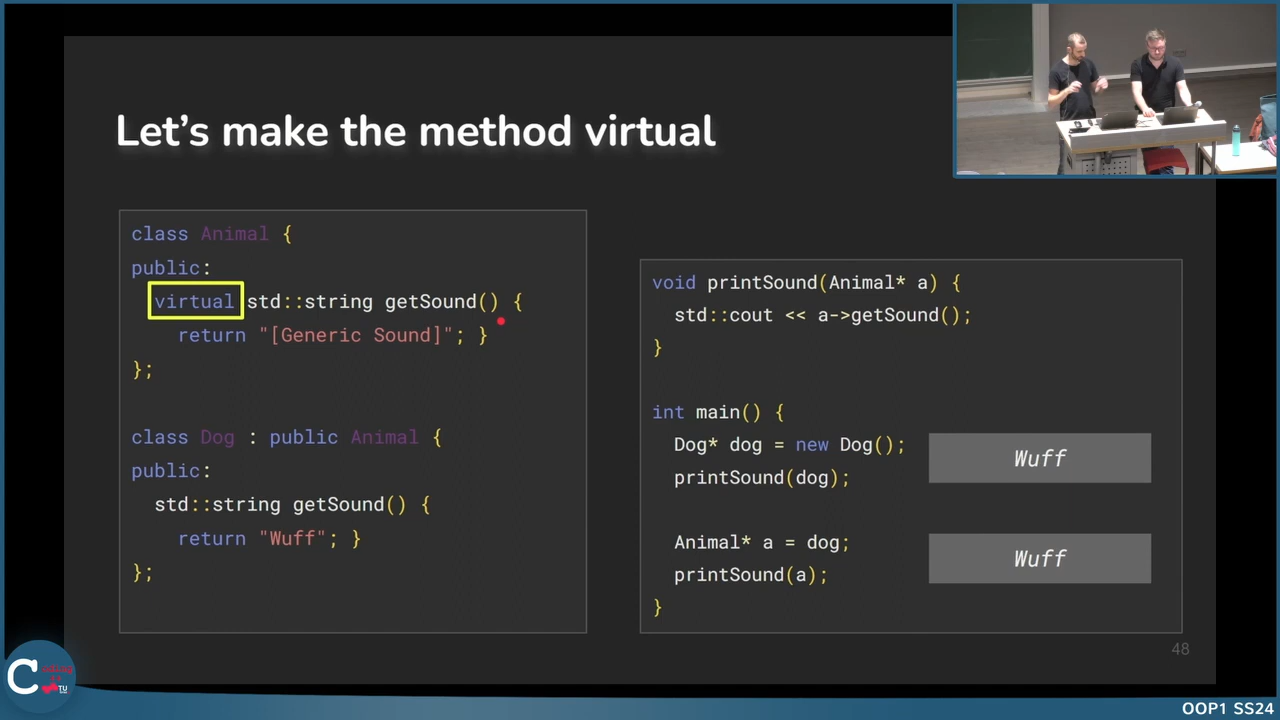 Let’s make the method virtual
class Animal {
public:
virtual std::string getSound() {
return "[Generic Sound]"; }
};
class Dog : public Animal {
public:
std::string getSound() {
return "Wuff"; }
};
void printSound(Animal* a) {
std::cout << a->getSound();
}
int main() {
Dog* dog = new Dog();
printSound(dog);
Wuff
Animal* a = dog;
printSound(a);
Wuff
}
48
C
TU
OOP1 SS24